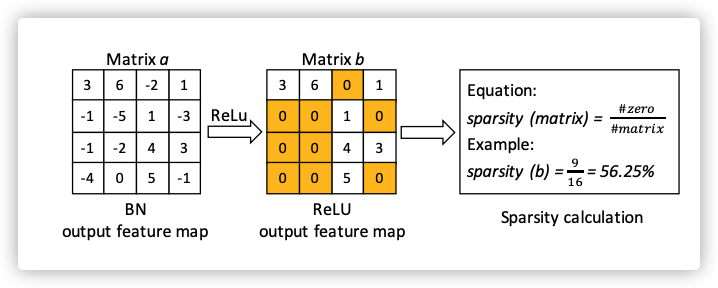 Matrix a
3 6 -2 1
-1 -5 1 -3
-1 -2 4 3
-4 0 5 -1
BN
output feature map
ReLu
Matrix b
3 6 0 1
0 0 1 0
0 0 4 3
0 0 5 0
ReLU
output feature map
Equation:
sparsity (matrix) = #zero / #matrix
Example:
sparsity (b) = 9 / 16 = 56.25%
Sparsity calculation